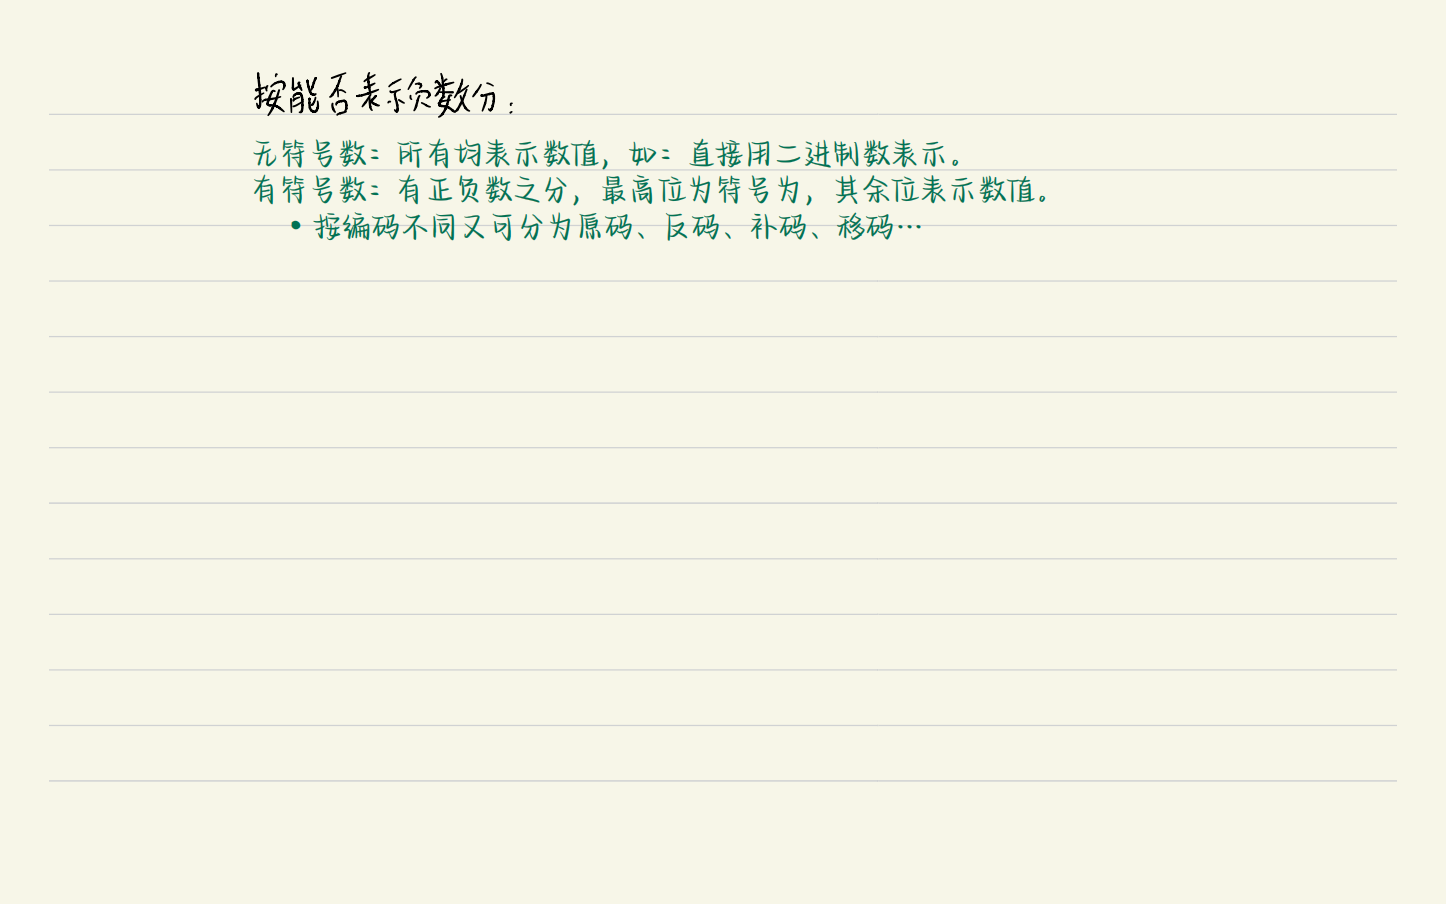 按能否表示负数分：
无符号数：所有均表示数值，如：直接用二进制数表示。
有符号数：有正负数之分，最高位为符号为，其余位表示数值。
• 按编码不同又可分为原码、反码、补码、移码…